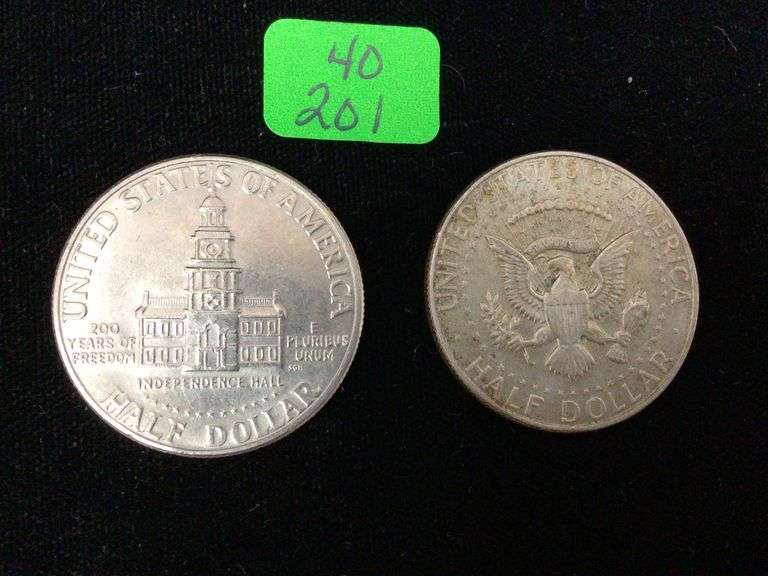 40
201
UNITED STATES OF AMERICA
200
YEARS OF
FREEDOM
E
PLURIBUS
UNUM
INDEPENDENCE HALL
HALF DOLLAR
UNITED STATES OF AMERICA
HALF DOLLAR